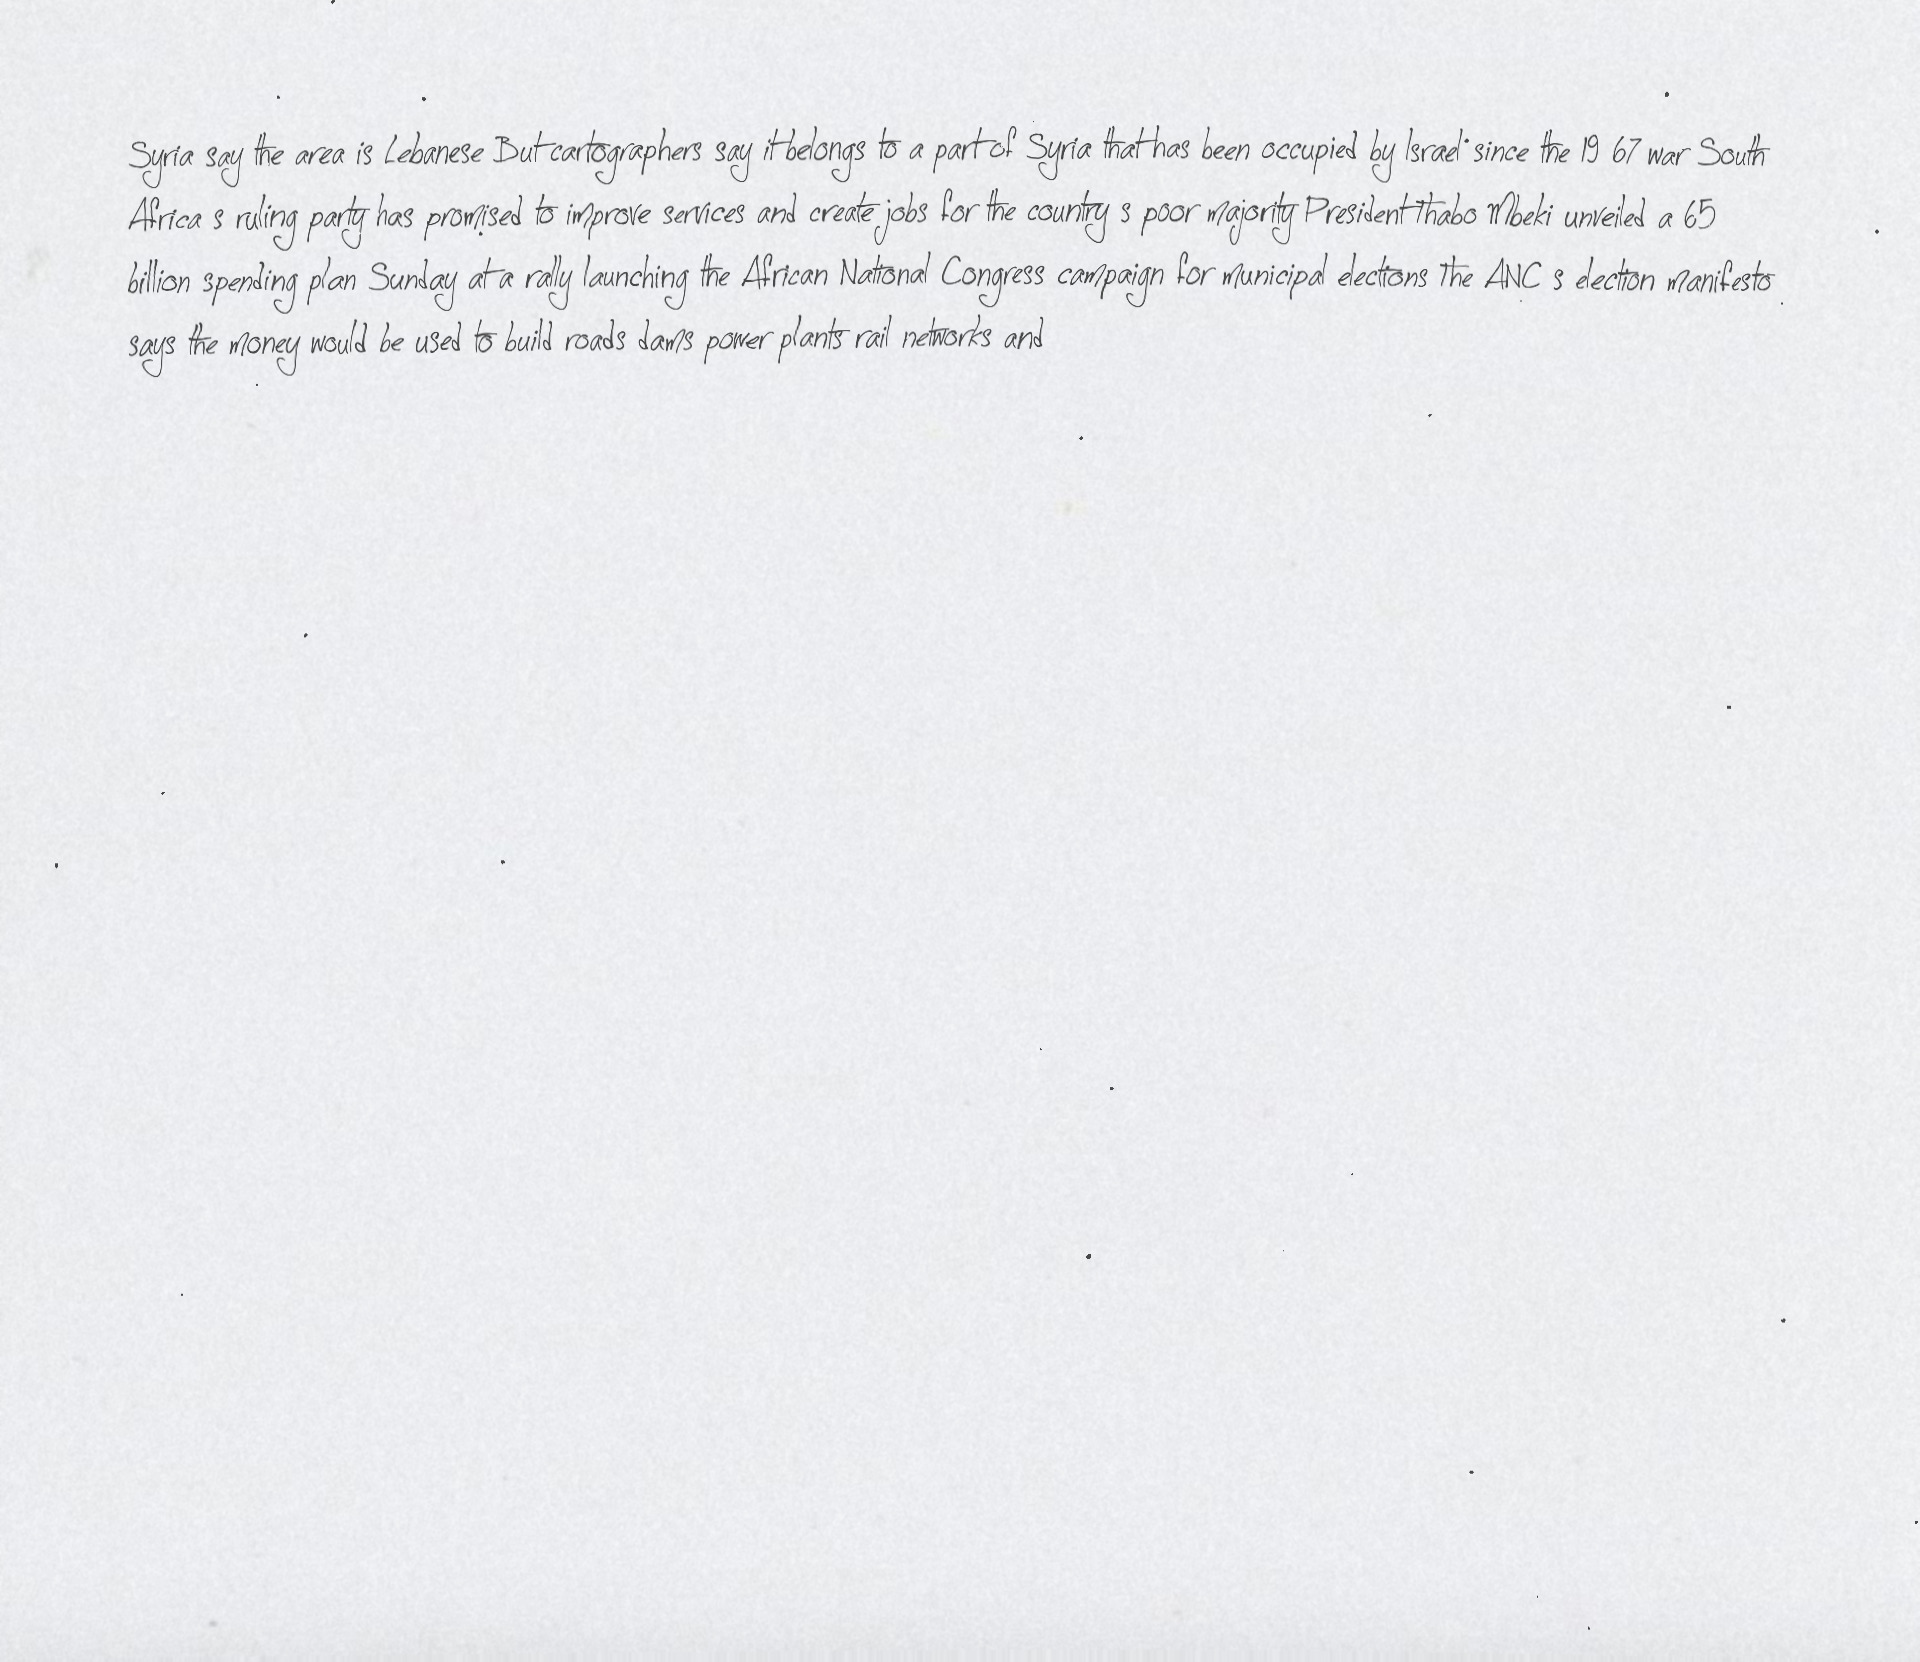 Syria say the area is Lebanese But cartographers say it belongs to a part of Syria that has been occupied by Israel since the 19 67 war South
Africa s ruling party has promised to improve services and create jobs for the country s poor majority President Thabo Mbeki unveiled a 65
billion spending plan Sunday at a rally launching the African National Congress campaign for municipal elections The ANC s election manifesto
says the money would be used to build roads dams power plants rail networks and